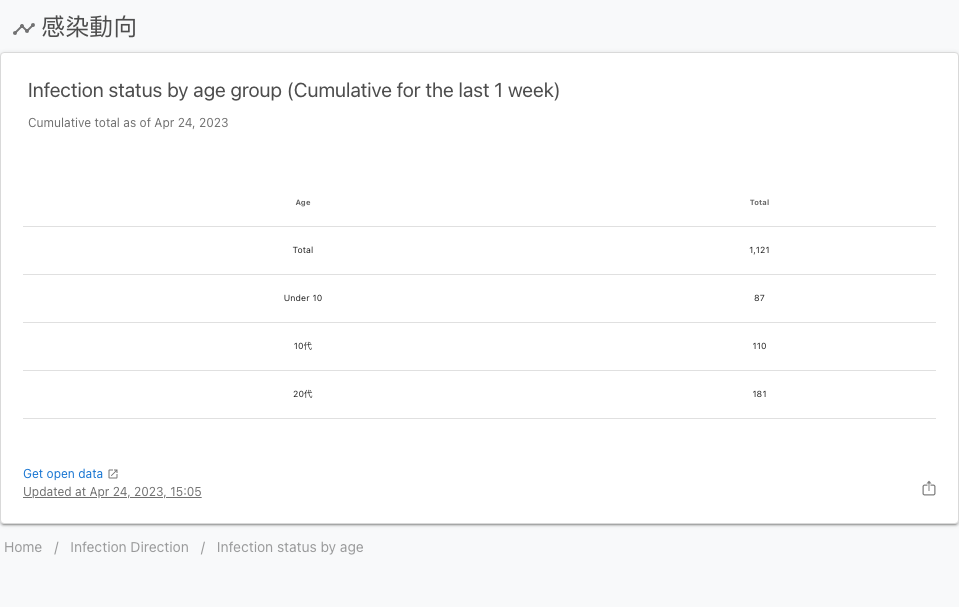 感染動向
Infection status by age group (Cumulative for the last 1 week)
Cumulative total as of Apr 24, 2023
Age Total
Total 1,121
Under 10 87
10代 110
20代 181
Get open data
Updated at Apr 24, 2023, 15:05
Home / Infection Direction / Infection status by age